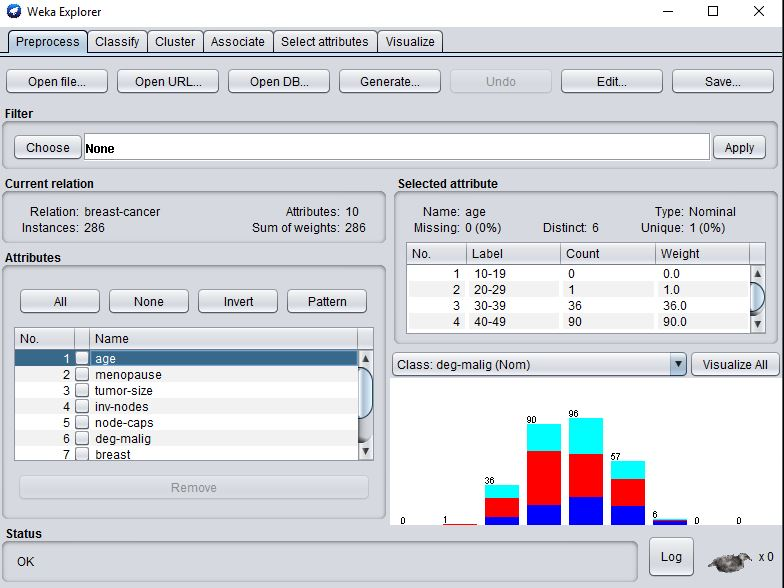 Weka Explorer
Preprocess Classify Cluster Associate Select attributes Visualize
Open file... Open URL... Open DB... Generate... Undo Edit... Save...
Filter
Choose None Apply
Current relation
Relation: breast-cancer Attributes: 10
Instances: 286 Sum of weights: 286
Attributes
All None Invert Pattern
No. Name
1 age
2 menopause
3 tumor-size
4 inv-nodes
5 node-caps
6 deg-malig
7 breast
Remove
Selected attribute
Name: age Type: Nominal
Missing: 0 (0%) Distinct: 6 Unique: 1 (0%)
No. Label Count Weight
1 10-19 0 0.0
2 20-29 1 1.0
3 30-39 36 36.0
4 40-49 90 90.0
Class: deg-malig (Nom) Visualize All
0 1 36 90 96 57 6 0 0
Status
OK Log x 0